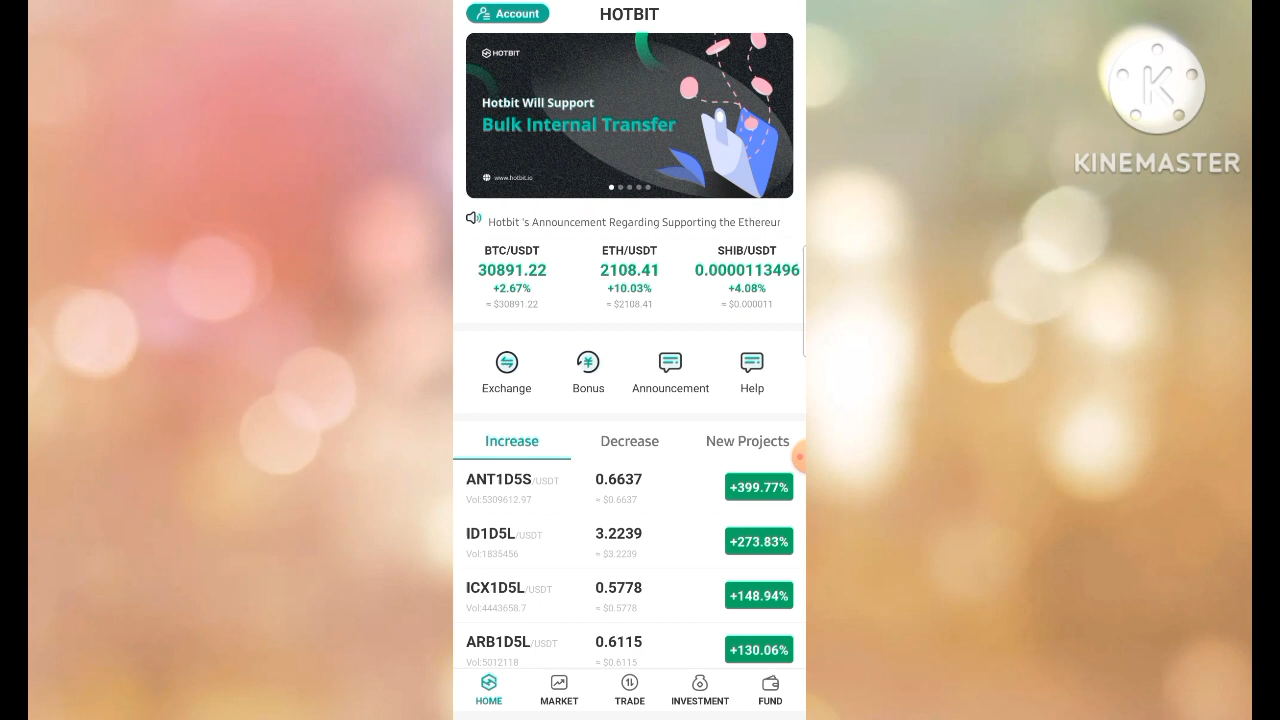 Account
HOTBIT
HOTBIT
Hotbit Will Support
Bulk Internal Transfer
www.hotbit.io
Hotbit 's Announcement Regarding Supporting the Ethereur
BTC/USDT ETH/USDT SHIB/USDT
30891.22 2108.41 0.0000113496
+2.67% +10.03% +4.08%
≈ $30891.22 ≈ $2108.41 ≈ $0.000011
Exchange Bonus Announcement Help
Increase Decrease New Projects
ANT1D5S/USDT 0.6637 +399.77%
Vol:5309612.97 ≈ $0.6637
ID1D5L/USDT 3.2239 +273.83%
Vol:1835456 ≈ $3.2239
ICX1D5L/USDT 0.5778 +148.94%
Vol:4443658.7 ≈ $0.5778
ARB1D5L/USDT 0.6115 +130.06%
Vol:5012118 ≈ $0.6115
HOME MARKET TRADE INVESTMENT FUND
K
KINEMASTER